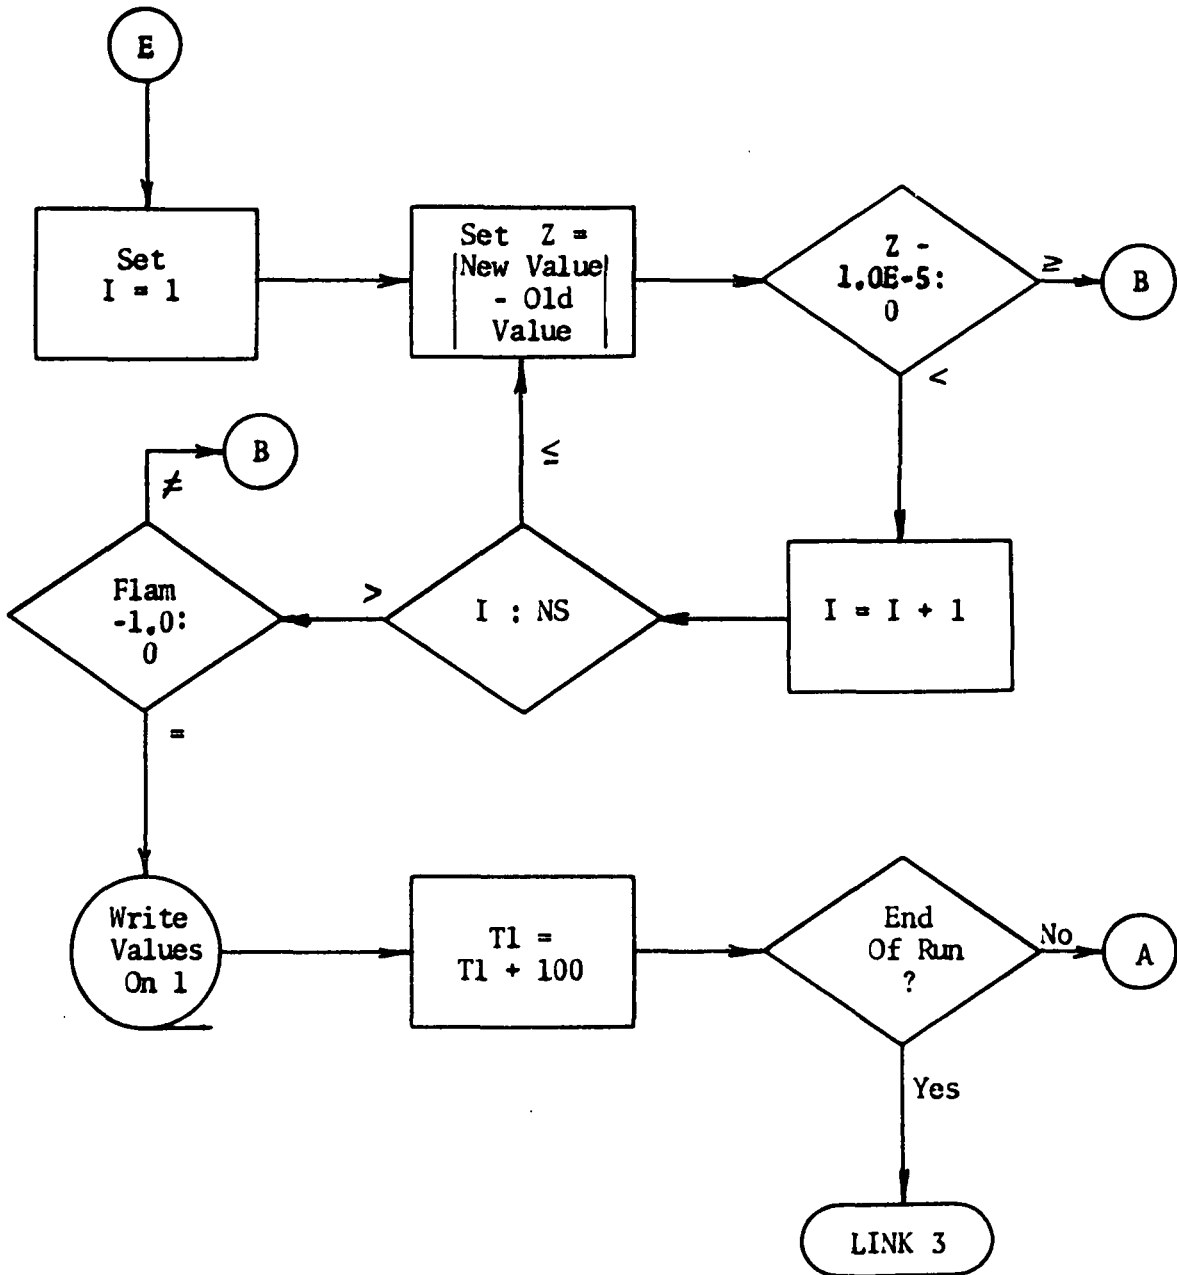 E
Set
I = 1
Set Z =
|New Value
- Old
Value|
Z -
1.0E-5:
0
≥
B
<
B
≠
≤
Flam
-1.0:
0
>
I : NS
I = I + 1
=
Write
Values
On 1
T1 =
T1 + 100
End
Of Run
?
No
A
Yes
LINK 3